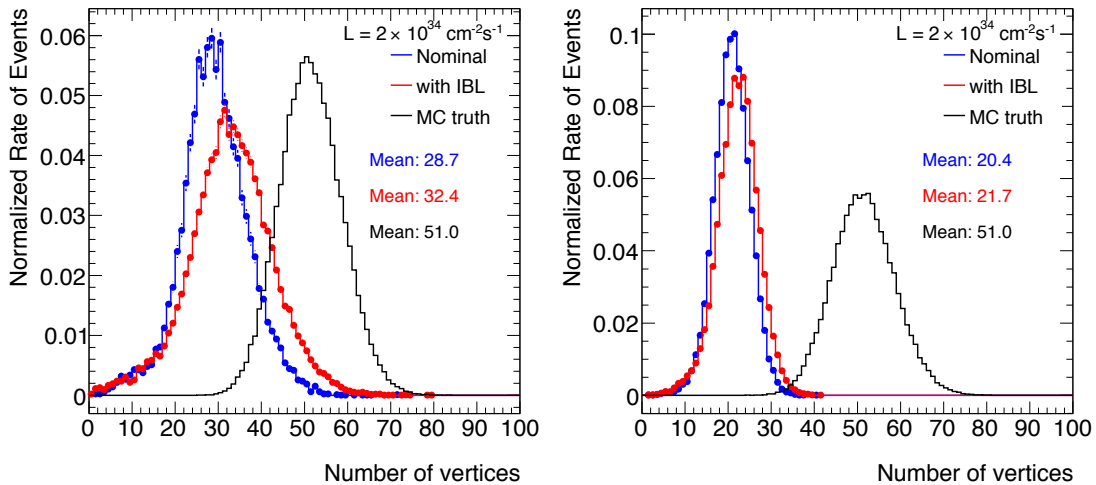 Normalized Rate of Events
0.06
0.05
0.04
0.03
0.02
0.01
0
L = 2 × 10³⁴ cm⁻²s⁻¹
Nominal
with IBL
MC truth
Mean: 28.7
Mean: 32.4
Mean: 51.0
0 10 20 30 40 50 60 70 80 90 100
Number of vertices
Normalized Rate of Events
0.1
0.08
0.06
0.04
0.02
0
L = 2 × 10³⁴ cm⁻²s⁻¹
Nominal
with IBL
MC truth
Mean: 20.4
Mean: 21.7
Mean: 51.0
0 10 20 30 40 50 60 70 80 90 100
Number of vertices